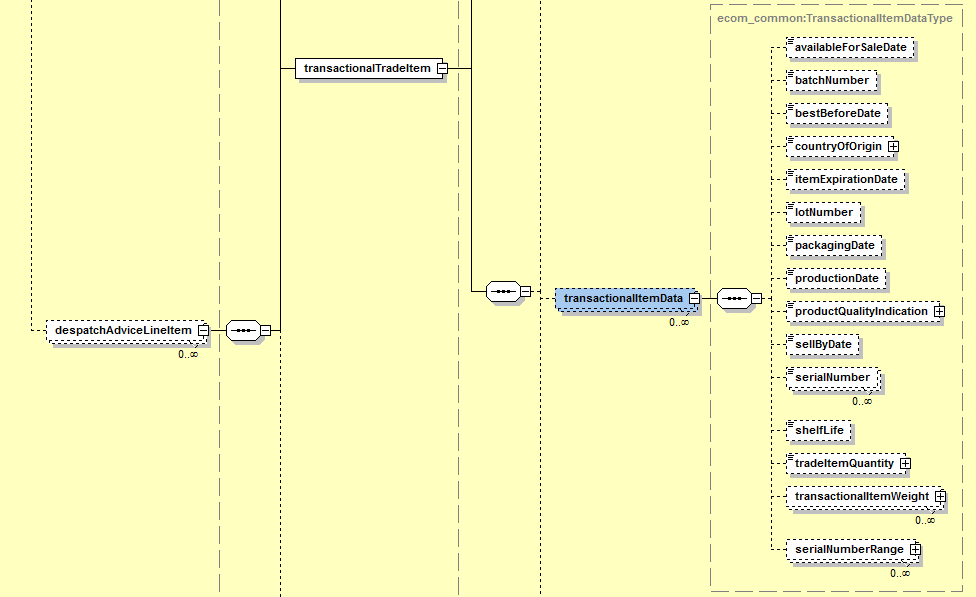 ecom_common:TransactionalItemDataType
availableForSaleDate
transactionalTradeItem
batchNumber
bestBeforeDate
countryOfOrigin
itemExpirationDate
lotNumber
packagingDate
productionDate
transactionalItemData
0..∞
productQualityIndication
despatchAdviceLineItem
0..∞
sellByDate
serialNumber
0..∞
shelfLife
tradeItemQuantity
transactionalItemWeight
0..∞
serialNumberRange
0..∞